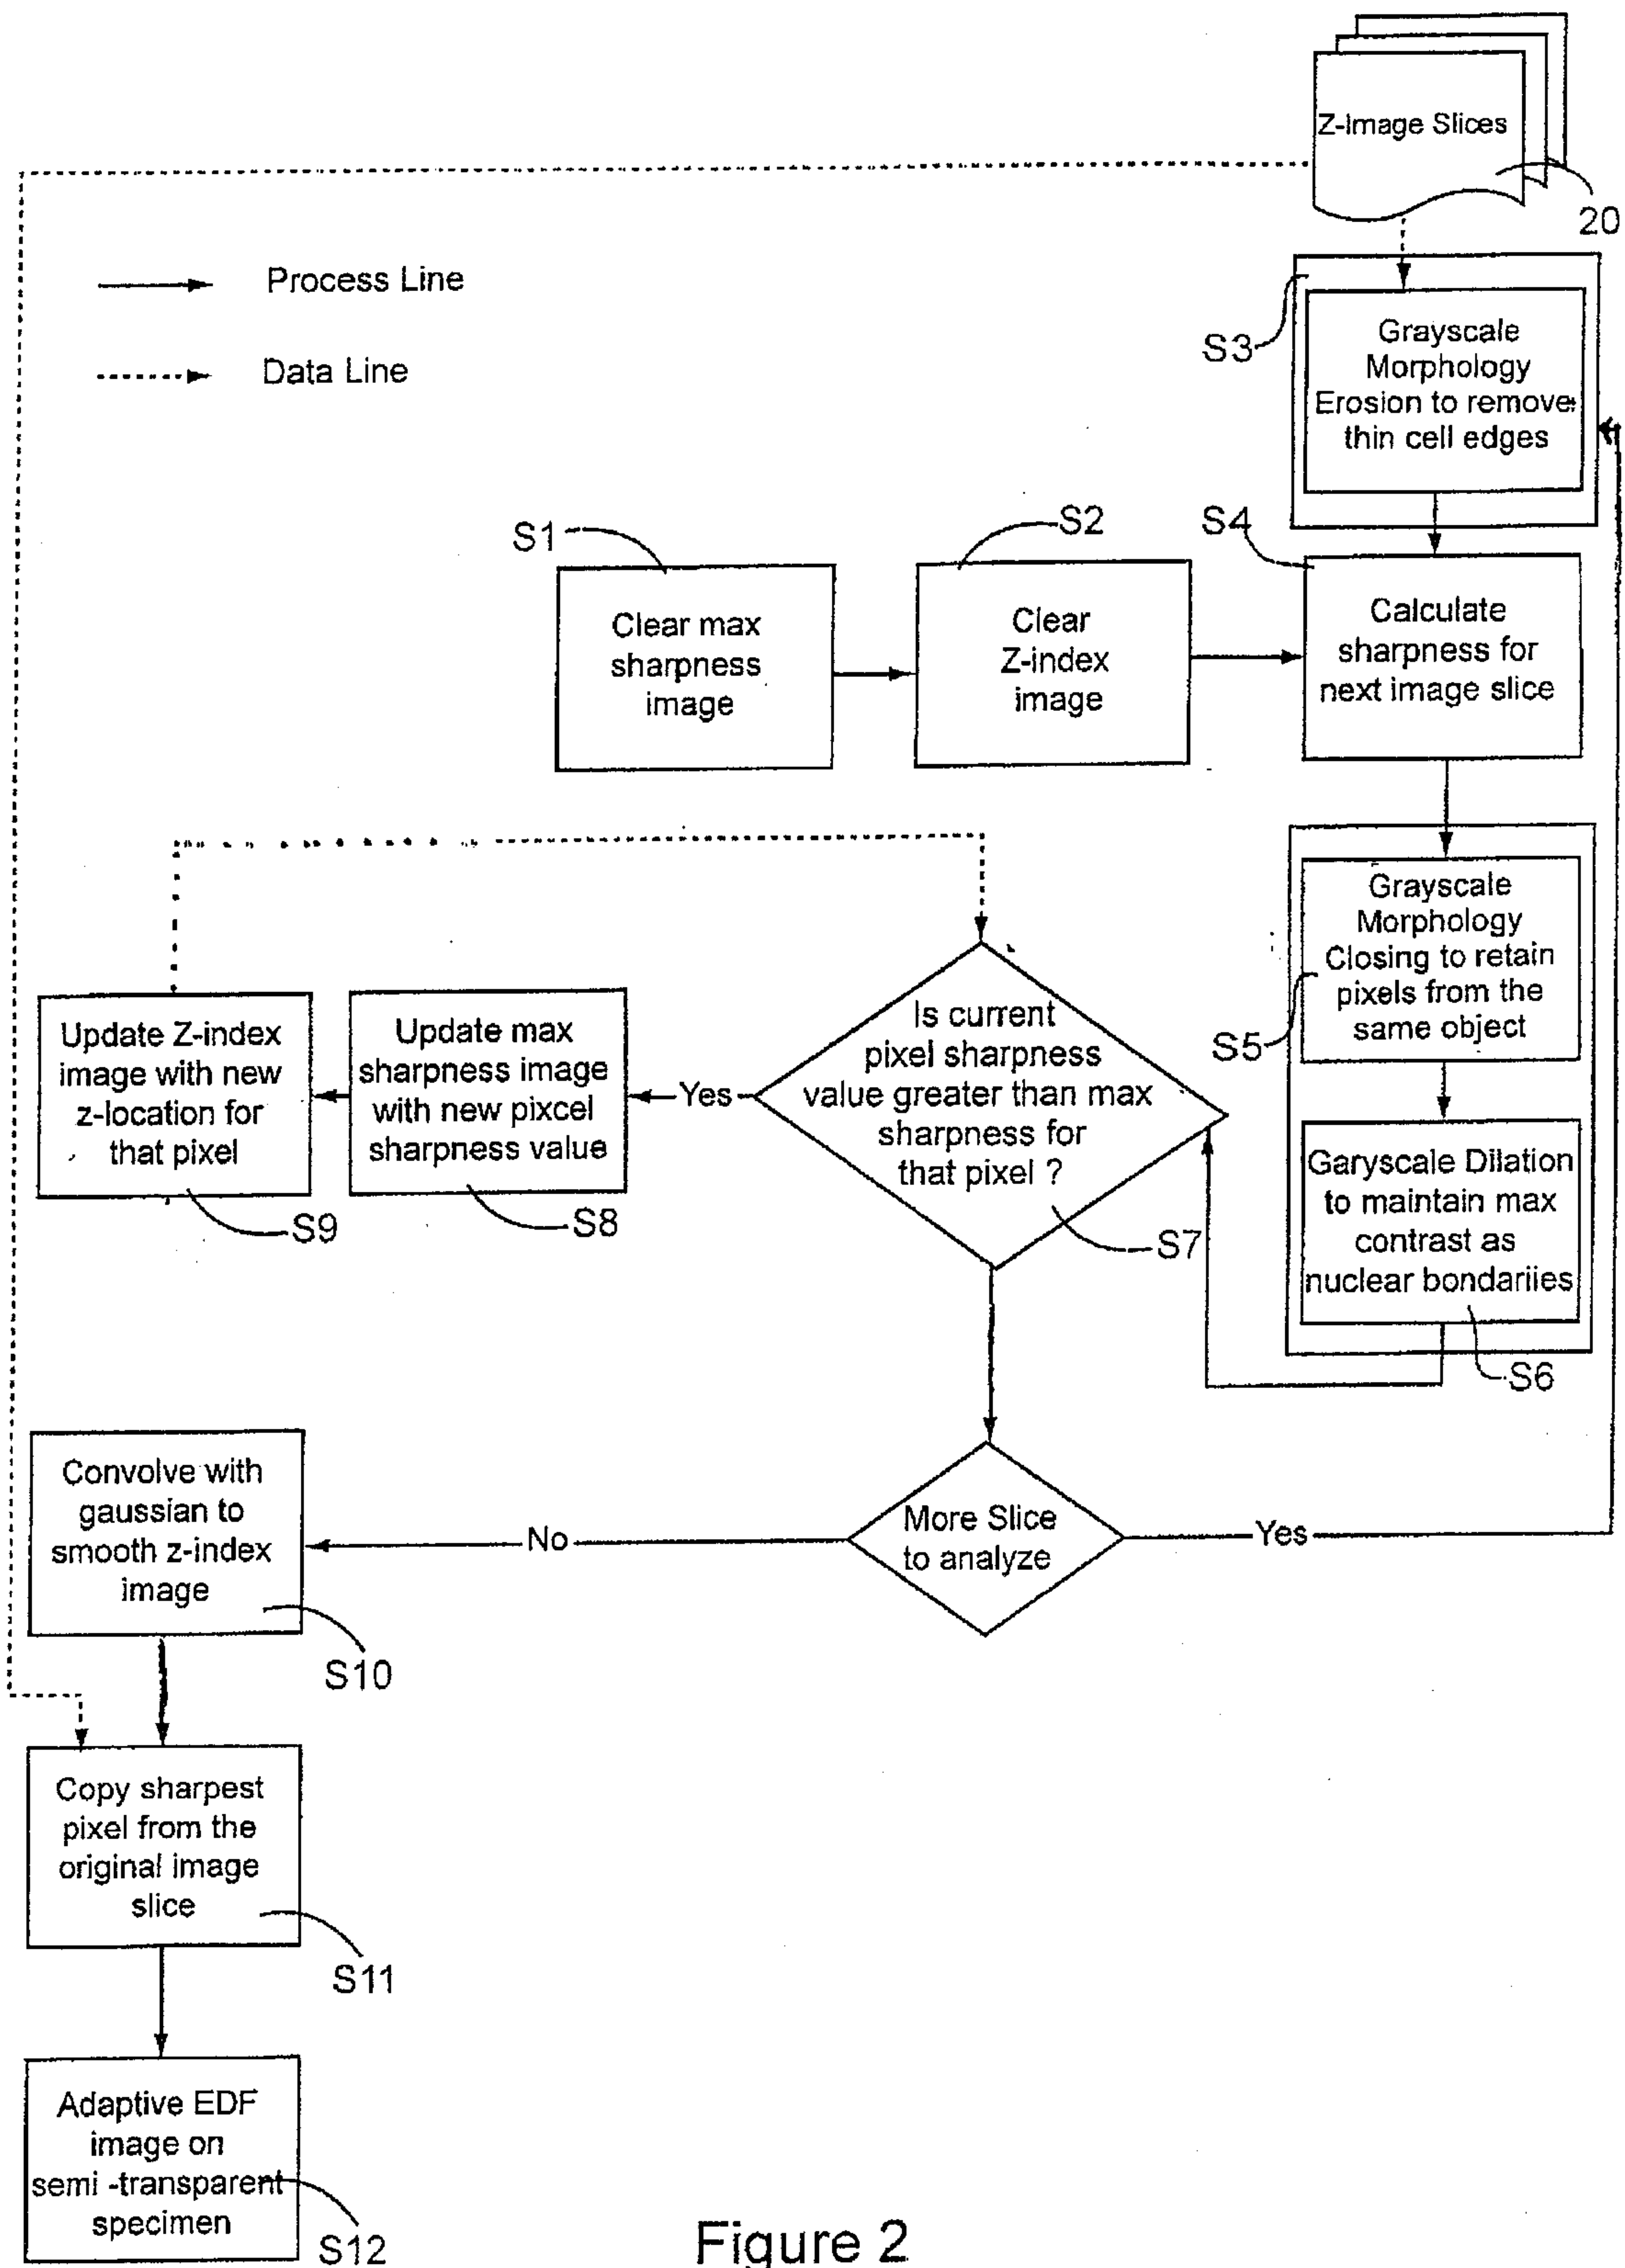 Z-Image Slices
20
Process Line
Data Line
S3
Grayscale
Morphology
Erosion to remove
thin cell edges
S1
S2
S4
Clear max
sharpness
image
Clear
Z-index
image
Calculate
sharpness for
next image slice
Grayscale
Morphology
Closing to retain
pixels from the
same object
S5
Is current
pixel sharpness
value greater than max
sharpness for
that pixel ?
Yes
Update max
sharpness image
with new pixcel
sharpness value
Update Z-index
image with new
z-location for
that pixel
S9
S8
S7
Garyscale Dilation
to maintain max
contrast as
nuclear bondariies
S6
Convolve with
gaussian to
smooth z-index
image
No
More Slice
to analyze
Yes
S10
Copy sharpest
pixel from the
original image
slice
S11
Adaptive EDF
image on
semi -transparent
specimen
S12
Figure 2